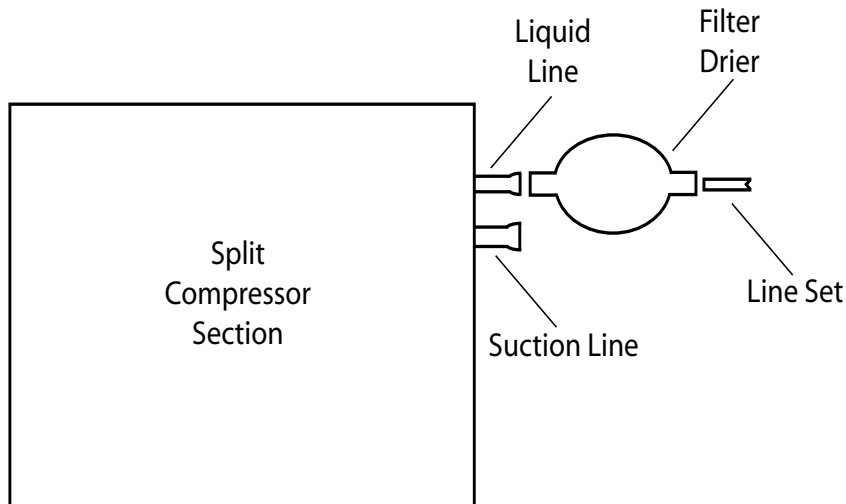 Liquid
Line
Filter
Drier
Split
Compressor
Section
Line Set
Suction Line